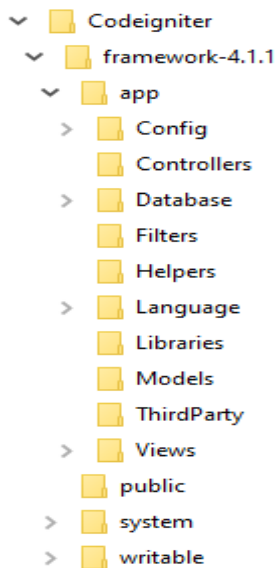 Codeigniter
framework-4.1.1
app
Config
Controllers
Database
Filters
Helpers
Language
Libraries
Models
ThirdParty
Views
public
system
writable